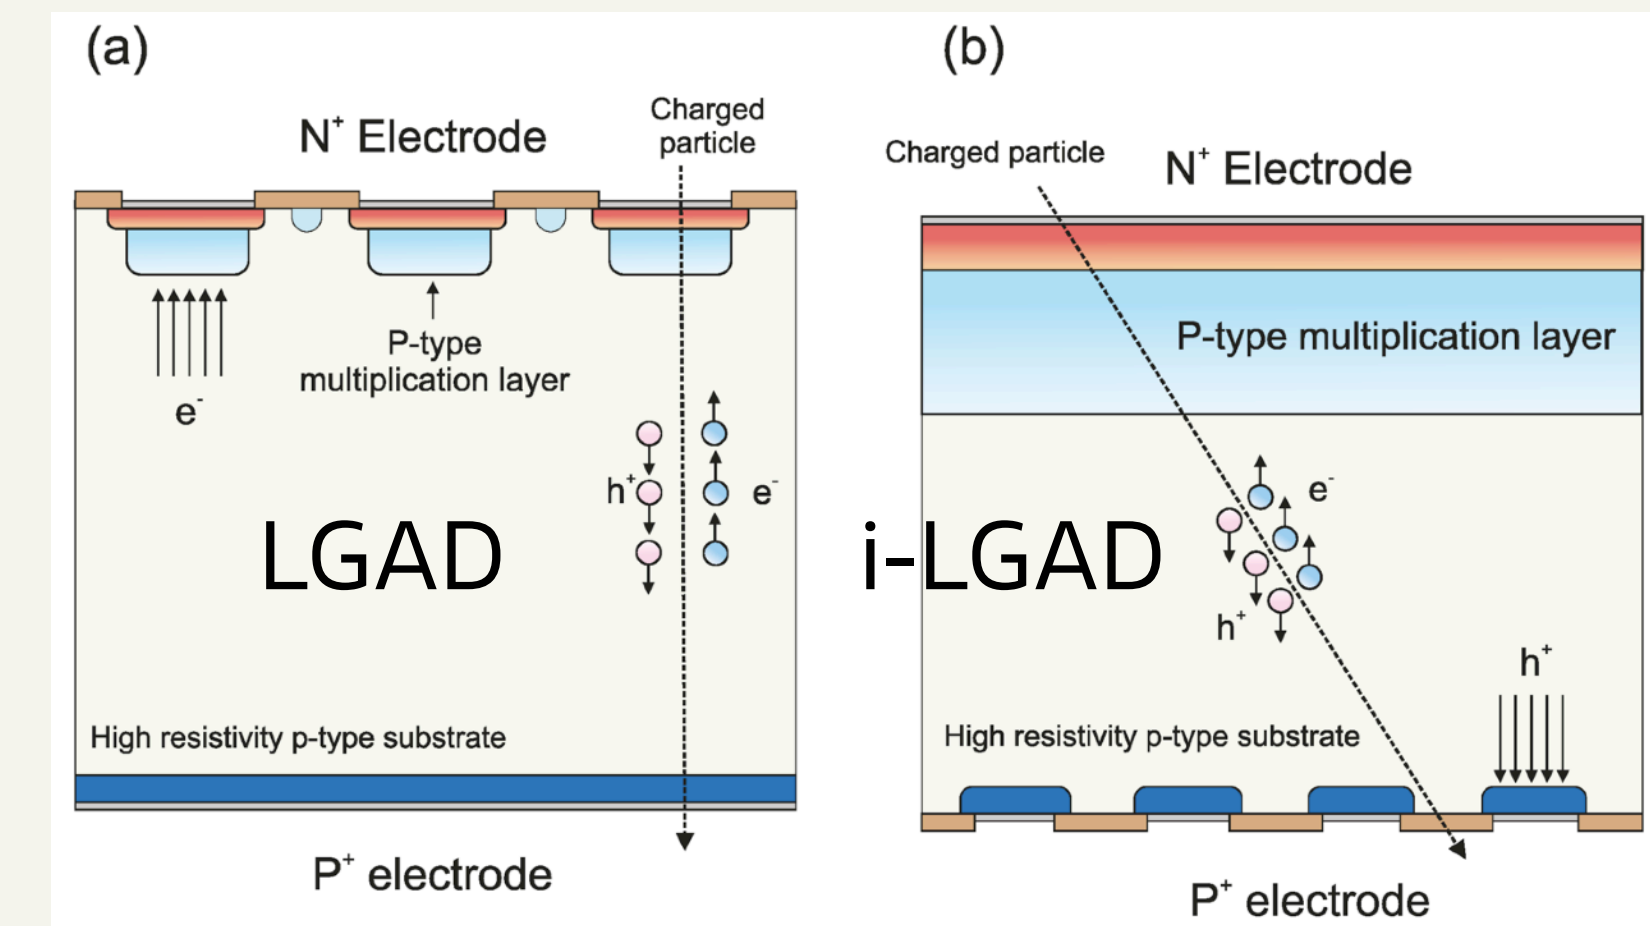 (a)
N⁺ Electrode
Charged
particle
P-type
multiplication layer
e⁻
h⁺
e⁻
LGAD
High resistivity p-type substrate
P⁺ electrode
(b)
Charged particle
N⁺ Electrode
P-type multiplication layer
e⁻
i-LGAD
h⁺
h⁺
High resistivity p-type substrate
P⁺ electrode